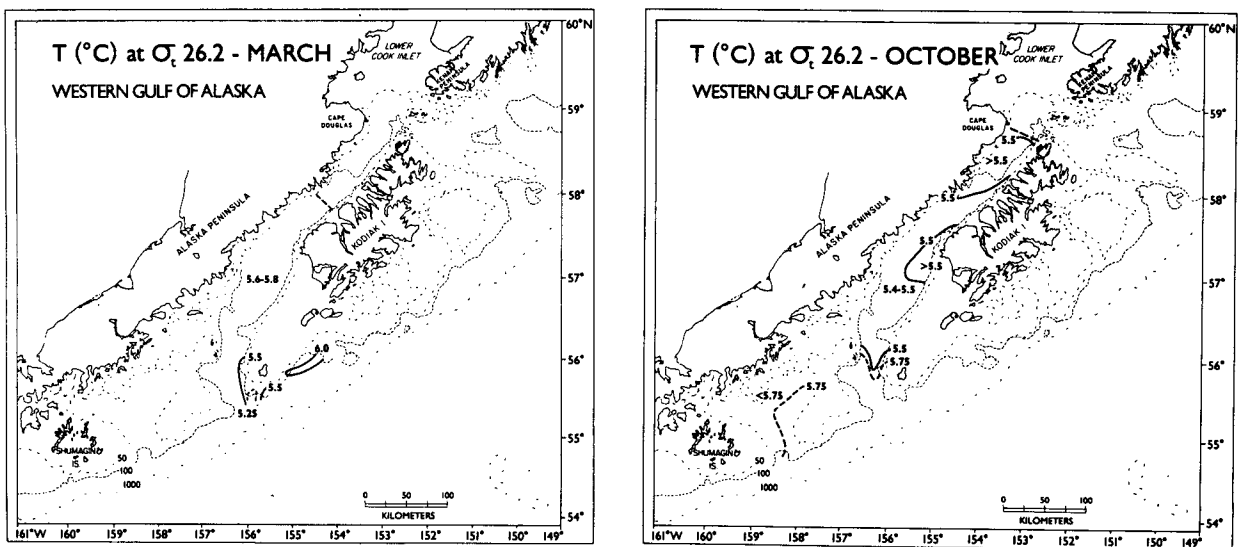 T (°C) at σt 26.2 - MARCH
WESTERN GULF OF ALASKA
LOWER
COOK INLET
KENAI
PENINSULA
CAPE
DOUGLAS
ALASKA PENINSULA
KODIAK I.
5.6-5.8
6.0
5.5
5.5
5.25
SHUMAGIN
IS.
50
100
1000
0 50 100
KILOMETERS
60°N
59°
58°
57°
56°
55°
54°
161°W 160° 159° 158° 157° 156° 155° 154° 153° 152° 151° 150° 149°
T (°C) at σt 26.2 - OCTOBER
WESTERN GULF OF ALASKA
LOWER
COOK INLET
KENAI
PENINSULA
CAPE
DOUGLAS
5.5
>5.5
5.5
ALASKA PENINSULA
KODIAK I.
5.5
>5.5
5.4-5.5
5.5
5.75
5.75
<5.75
SHUMAGIN
IS.
50
100
1000
0 50 100
KILOMETERS
60°N
59°
58°
57°
56°
55°
54°
161°W 160° 159° 158° 157° 156° 155° 154° 153° 152° 151° 150° 149°